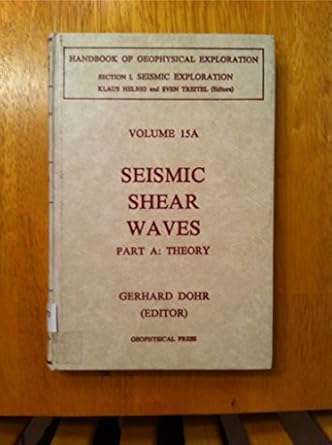 HANDBOOK OF GEOPHYSICAL EXPLORATION
SECTION I. SEISMIC EXPLORATION
KLAUS HELBIG and SVEN TREITEL (Editors)
VOLUME 15A
SEISMIC
SHEAR
WAVES
PART A: THEORY
GERHARD DOHR
(EDITOR)
GEOPHYSICAL PRESS